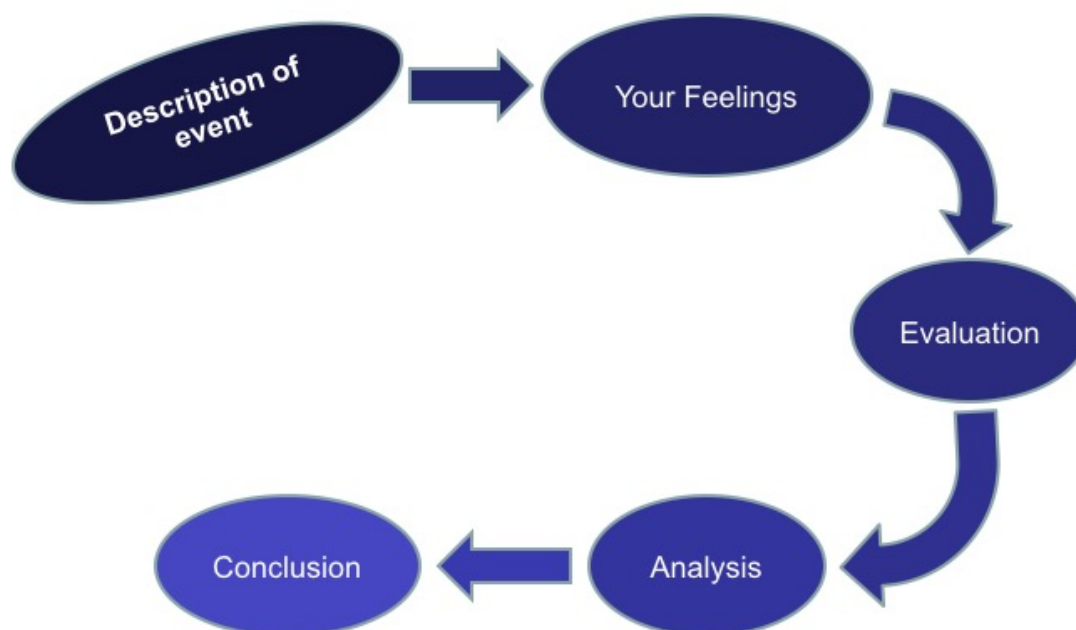 Description of
event
Your Feelings
Evaluation
Analysis
Conclusion